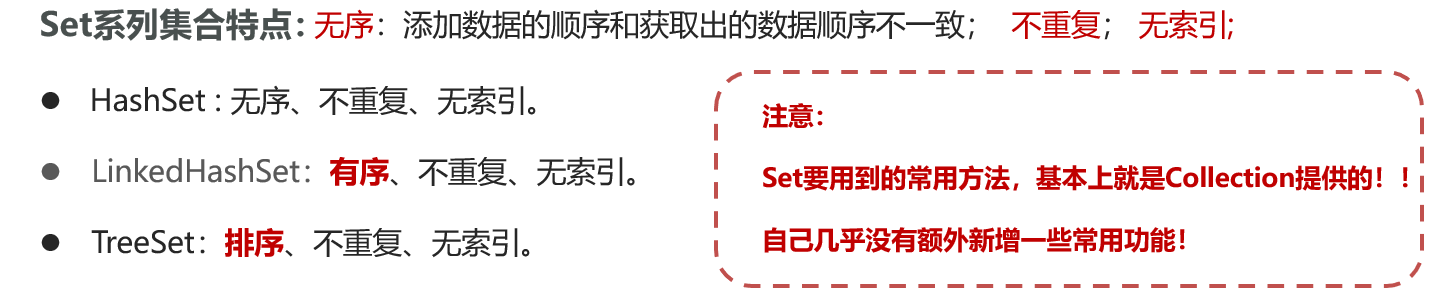 Set系列集合特点：无序：添加数据的顺序和获取出的数据顺序不一致； 不重复； 无索引;
● HashSet : 无序、不重复、无索引。
● LinkedHashSet：有序、不重复、无索引。
● TreeSet：排序、不重复、无索引。
注意：
Set要用到的常用方法，基本上就是Collection提供的！！
自己几乎没有额外新增一些常用功能！